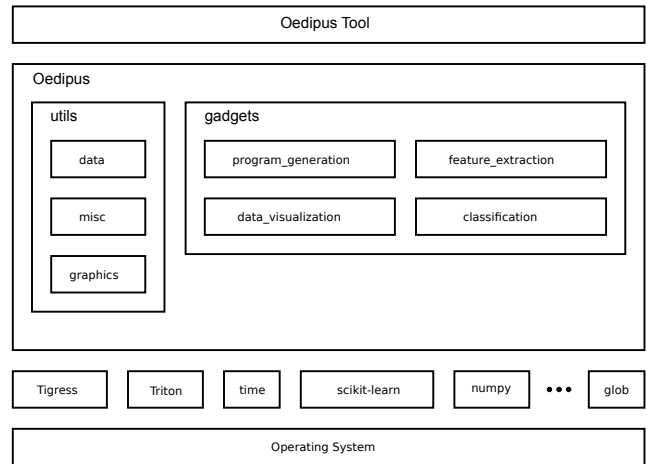 Oedipus Tool
Oedipus
utils
gadgets
data
program_generation
feature_extraction
misc
data_visualization
classification
graphics
Tigress
Triton
time
scikit-learn
numpy
•••
glob
Operating System